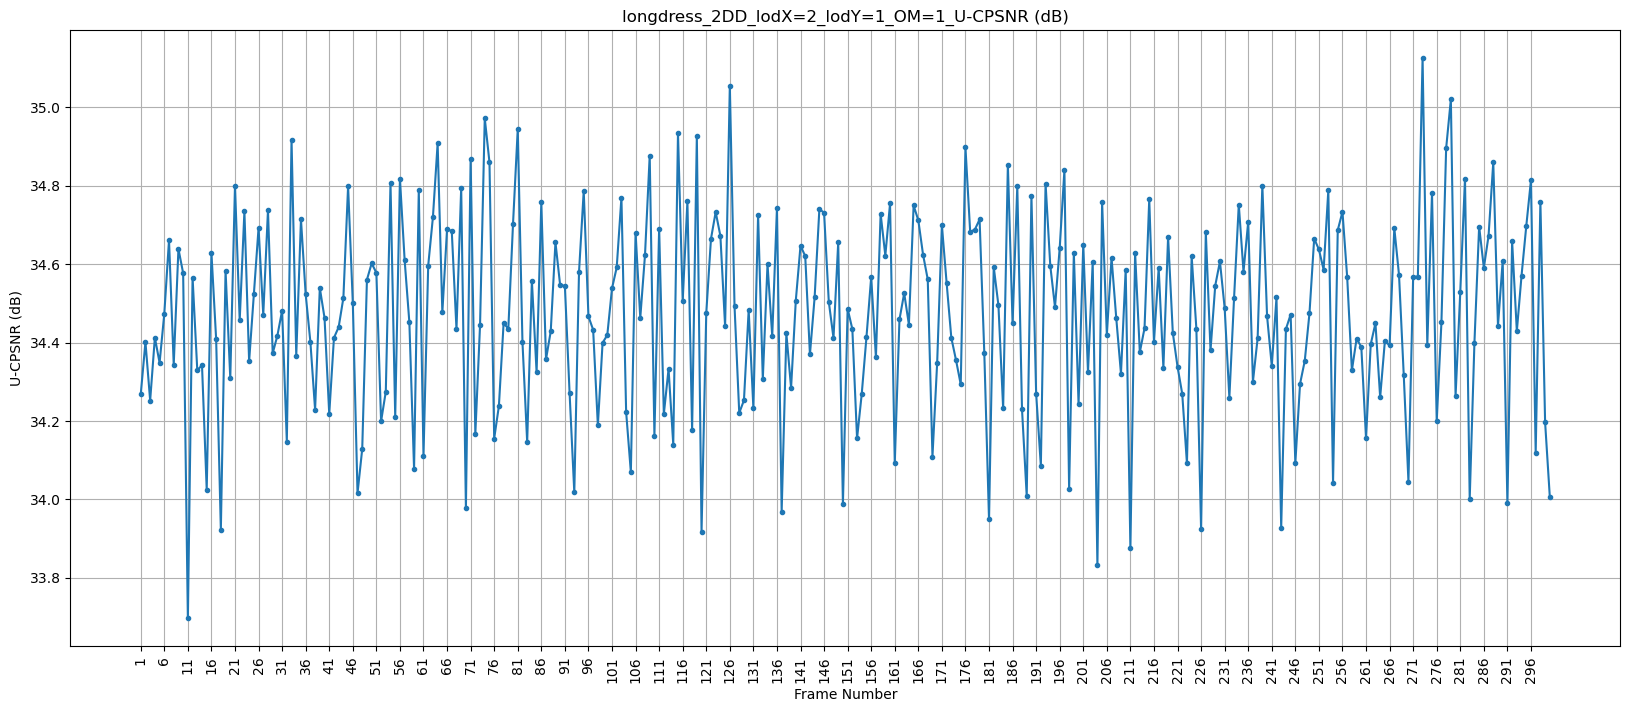 longdress_2DD_lodX=2_lodY=1_OM=1_U-CPSNR (dB)
U-CPSNR (dB)
35.0
34.8
34.6
34.4
34.2
34.0
33.8
1 6 11 16 21 26 31 36 41 46 51 56 61 66 71 76 81 86 91 96 101 106 111 116 121 126 131 136 141 146 151 156 161 166 171 176 181 186 191 196 201 206 211 216 221 226 231 236 241 246 251 256 261 266 271 276 281 286 291 296
Frame Number